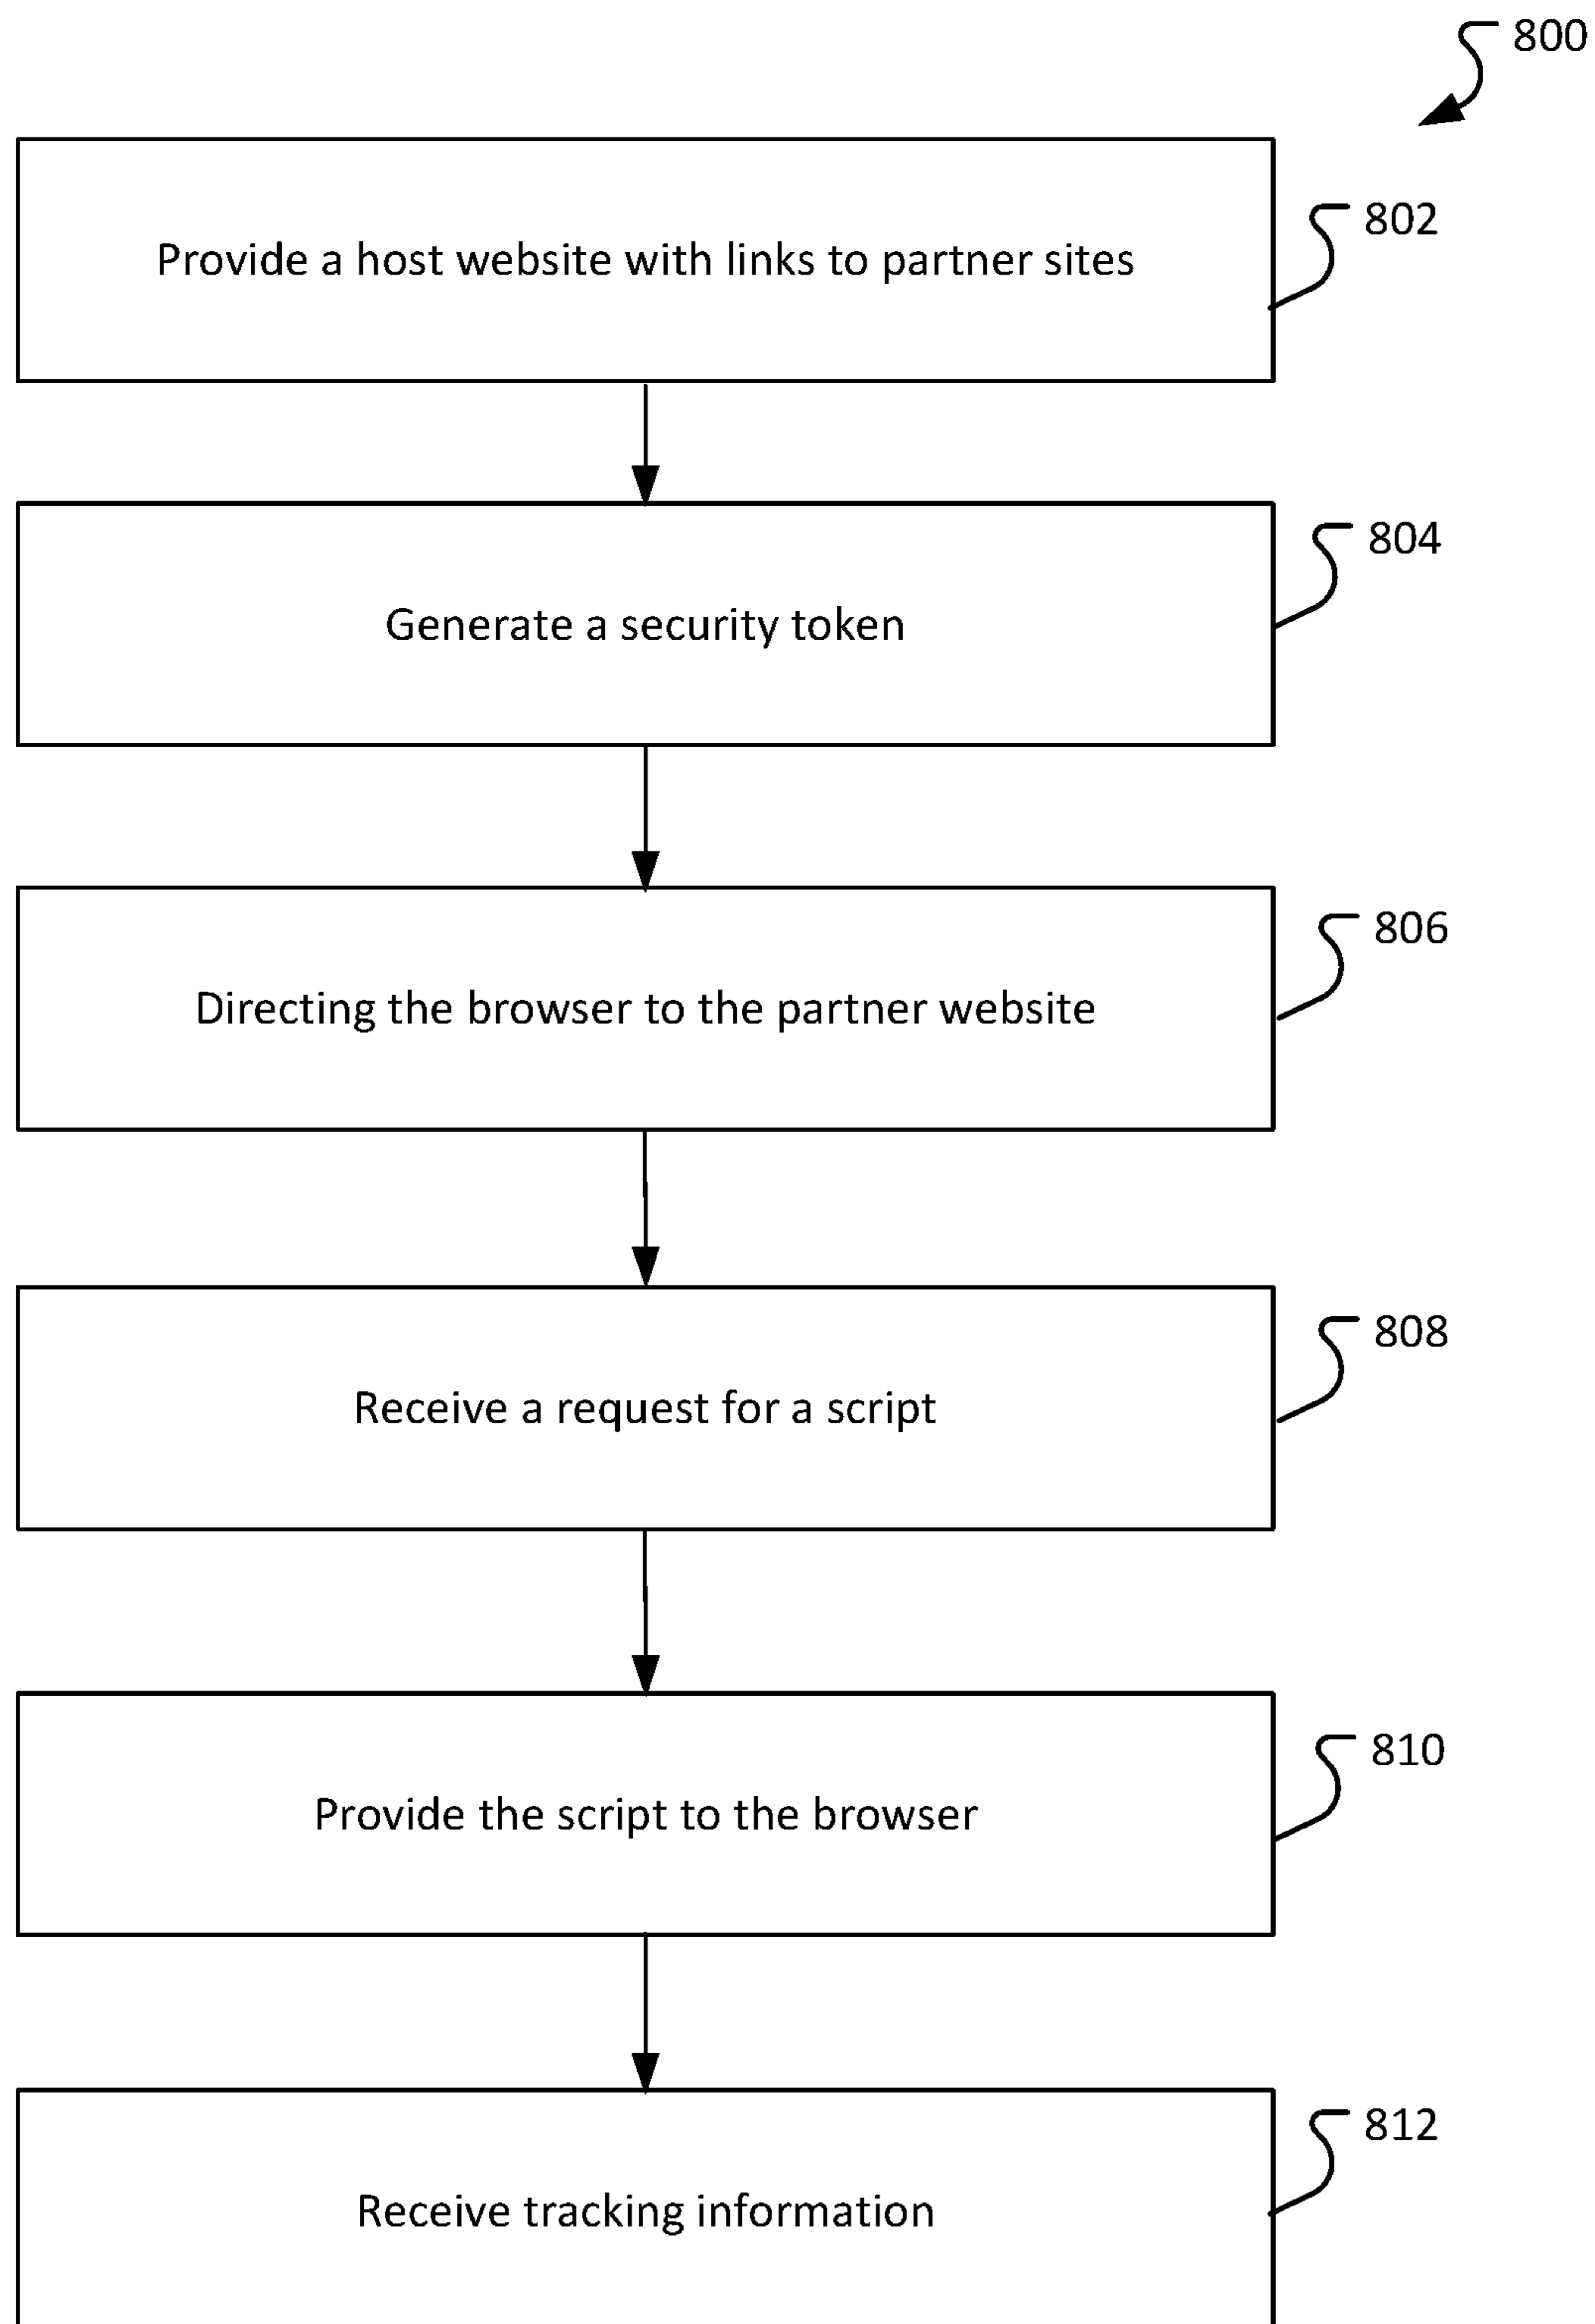 800
Provide a host website with links to partner sites
802
Generate a security token
804
Directing the browser to the partner website
806
Receive a request for a script
808
Provide the script to the browser
810
Receive tracking information
812